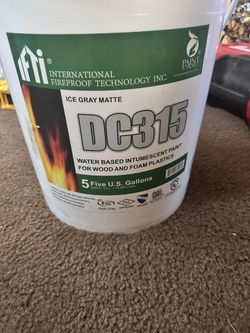 ifti
INTERNATIONAL
FIREPROOF TECHNOLOGY INC.
PAINT
ICE GRAY MATTE
DC315
WATER BASED INTUMESCENT PAINT
FOR WOOD AND FOAM PLASTICS
5 Five U.S. Gallons